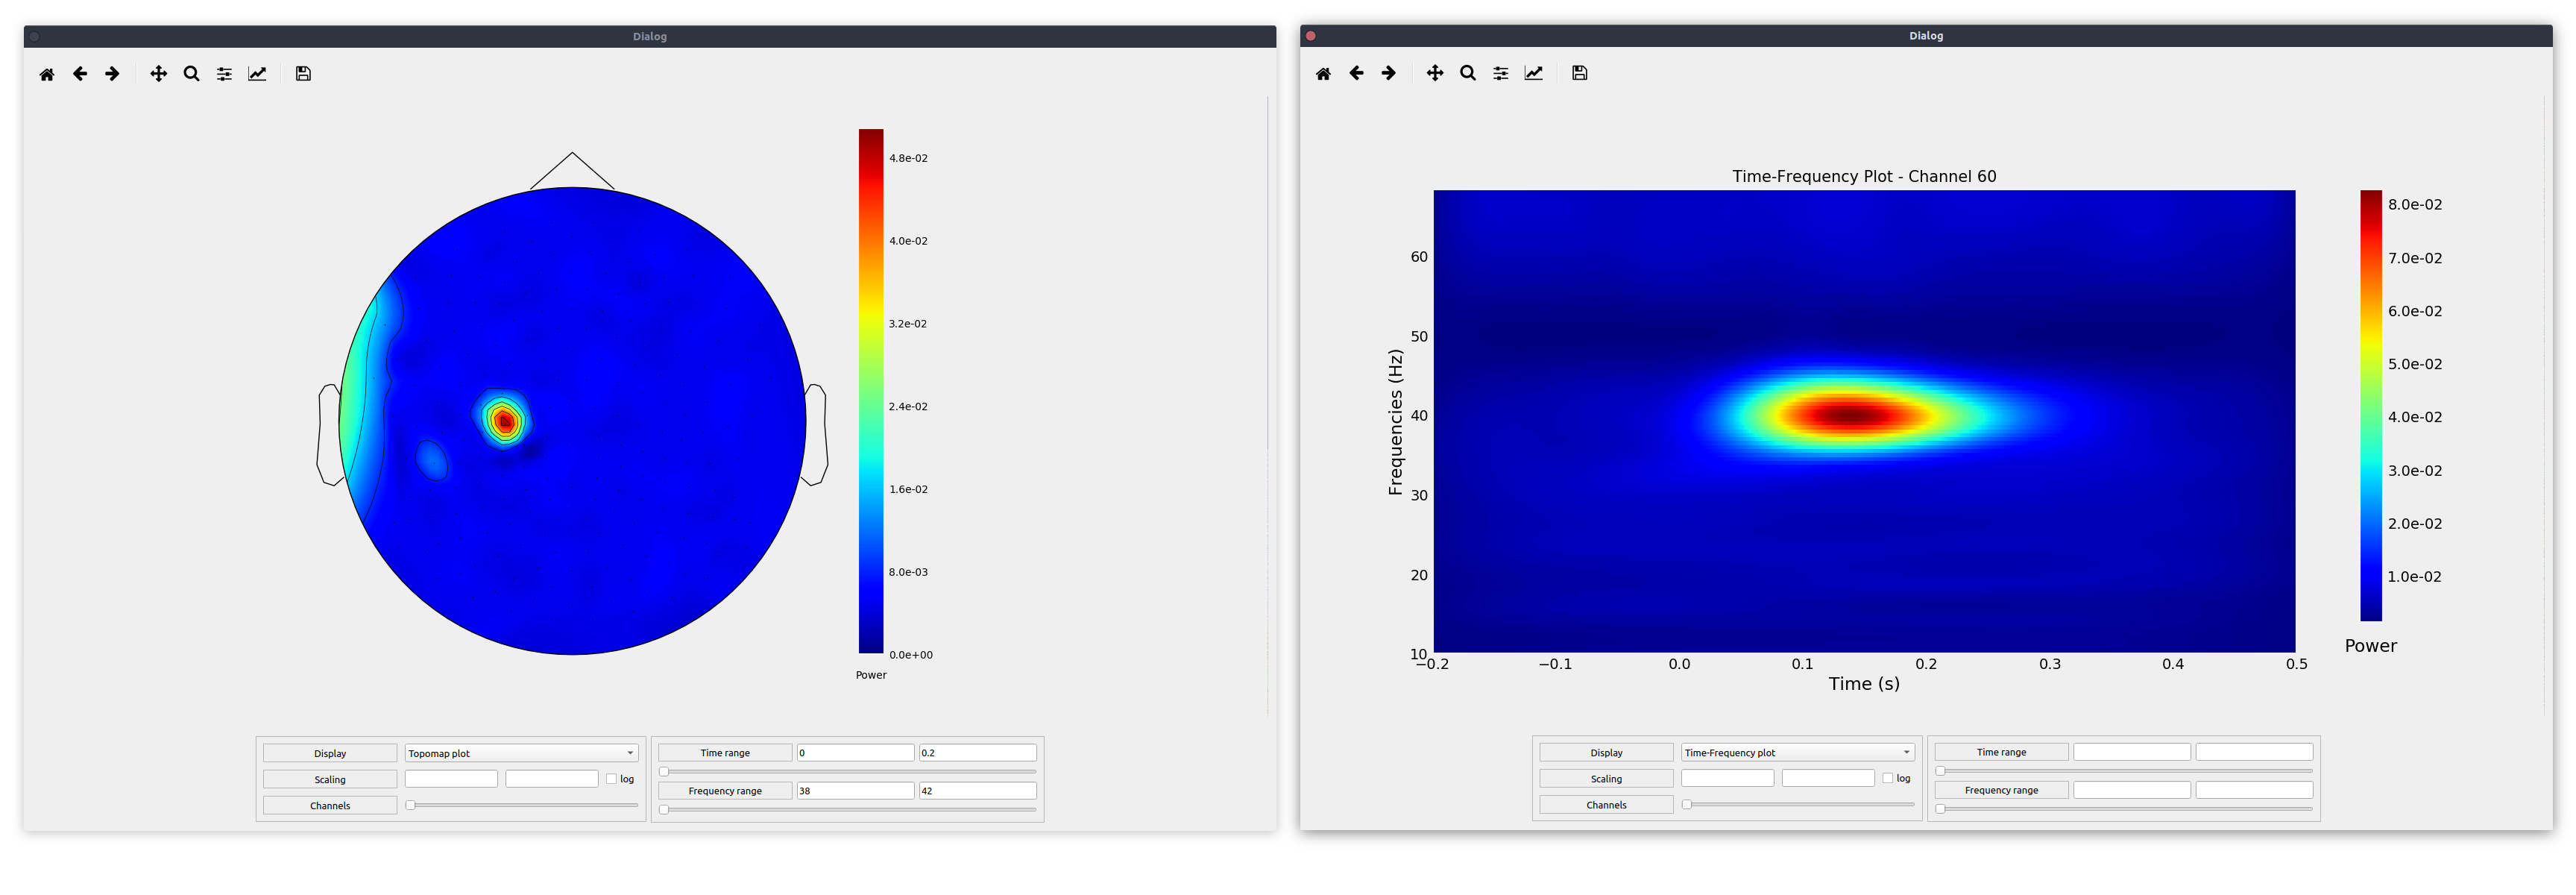 Dialog
4.8e-02
4.0e-02
3.2e-02
2.4e-02
1.6e-02
8.0e-03
0.0e+00
Power
Display
Topomap plot
Scaling
log
Channels
Time range
0
0.2
Frequency range
38
42
Dialog
Time-Frequency Plot - Channel 60
Frequencies (Hz)
60
50
40
30
20
10
−0.2
−0.1
0.0
0.1
0.2
0.3
0.4
0.5
Time (s)
8.0e-02
7.0e-02
6.0e-02
5.0e-02
4.0e-02
3.0e-02
2.0e-02
1.0e-02
Power
Display
Time-Frequency plot
Scaling
log
Channels
Time range
Frequency range